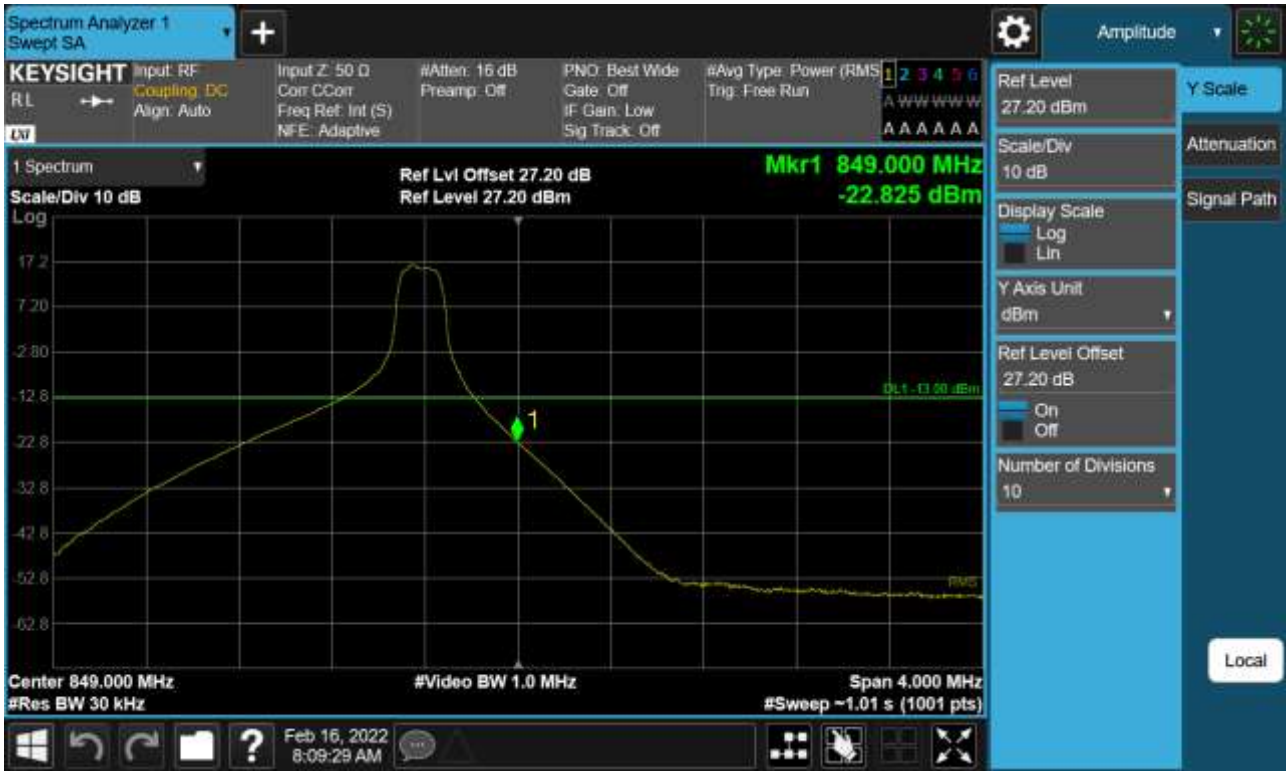 Spectrum Analyzer 1
Swept SA
+
Amplitude
KEYSIGHT
RL
LXI
Input: RF
Coupling: DC
Align: Auto
Input Z: 50 Ω
Corr CCorr
Freq Ref: Int (S)
NFE: Adaptive
#Atten: 16 dB
Preamp: Off
PNO: Best Wide
Gate: Off
IF Gain: Low
Sig Track: Off
#Avg Type: Power (RMS
Trig: Free Run
1 2 3 4 5 6
A W W W W W
A A A A A A
1 Spectrum
Scale/Div 10 dB
Ref Lvl Offset 27.20 dB
Ref Level 27.20 dBm
Mkr1 849.000 MHz
-22.825 dBm
Log
17.2
7.20
-2.80
-12.8
-22.8
-32.8
-42.8
-52.8
-62.8
DL1 -13.00 dBm
1
RMS
Center 849.000 MHz
#Res BW 30 kHz
#Video BW 1.0 MHz
Span 4.000 MHz
#Sweep ~1.01 s (1001 pts)
Ref Level
27.20 dBm
Scale/Div
10 dB
Display Scale
Log
Lin
Y Axis Unit
dBm
Ref Level Offset
27.20 dB
On
Off
Number of Divisions
10
Y Scale
Attenuation
Signal Path
Local
?
Feb 16, 2022
8:09:29 AM